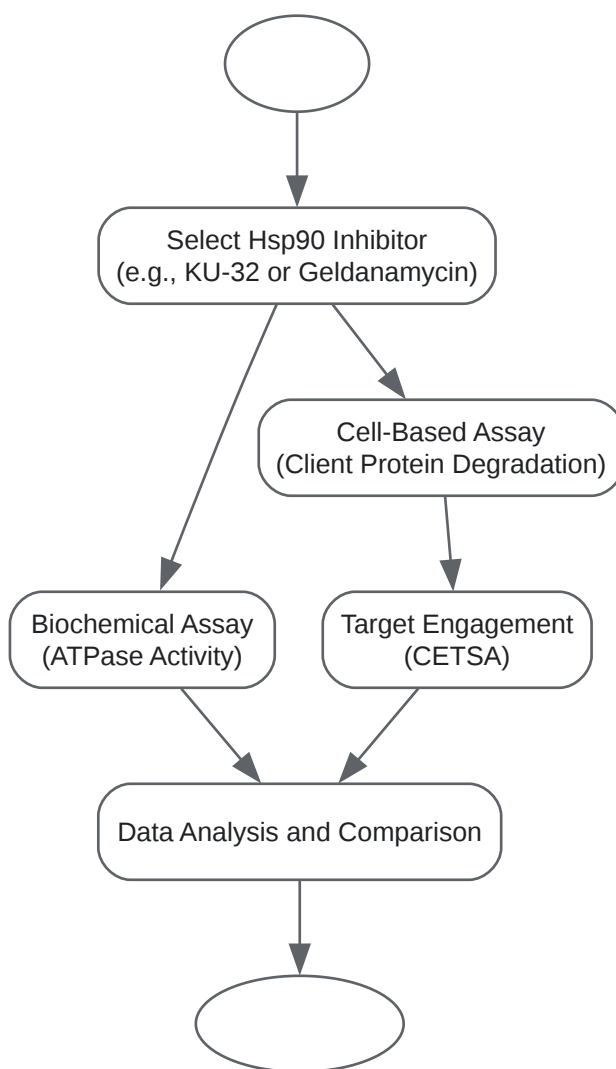 Select Hsp90 Inhibitor
(e.g., KU-32 or Geldanamycin)
Cell-Based Assay
(Client Protein Degradation)
Biochemical Assay
(ATPase Activity)
Target Engagement
(CETSA)
Data Analysis and Comparison